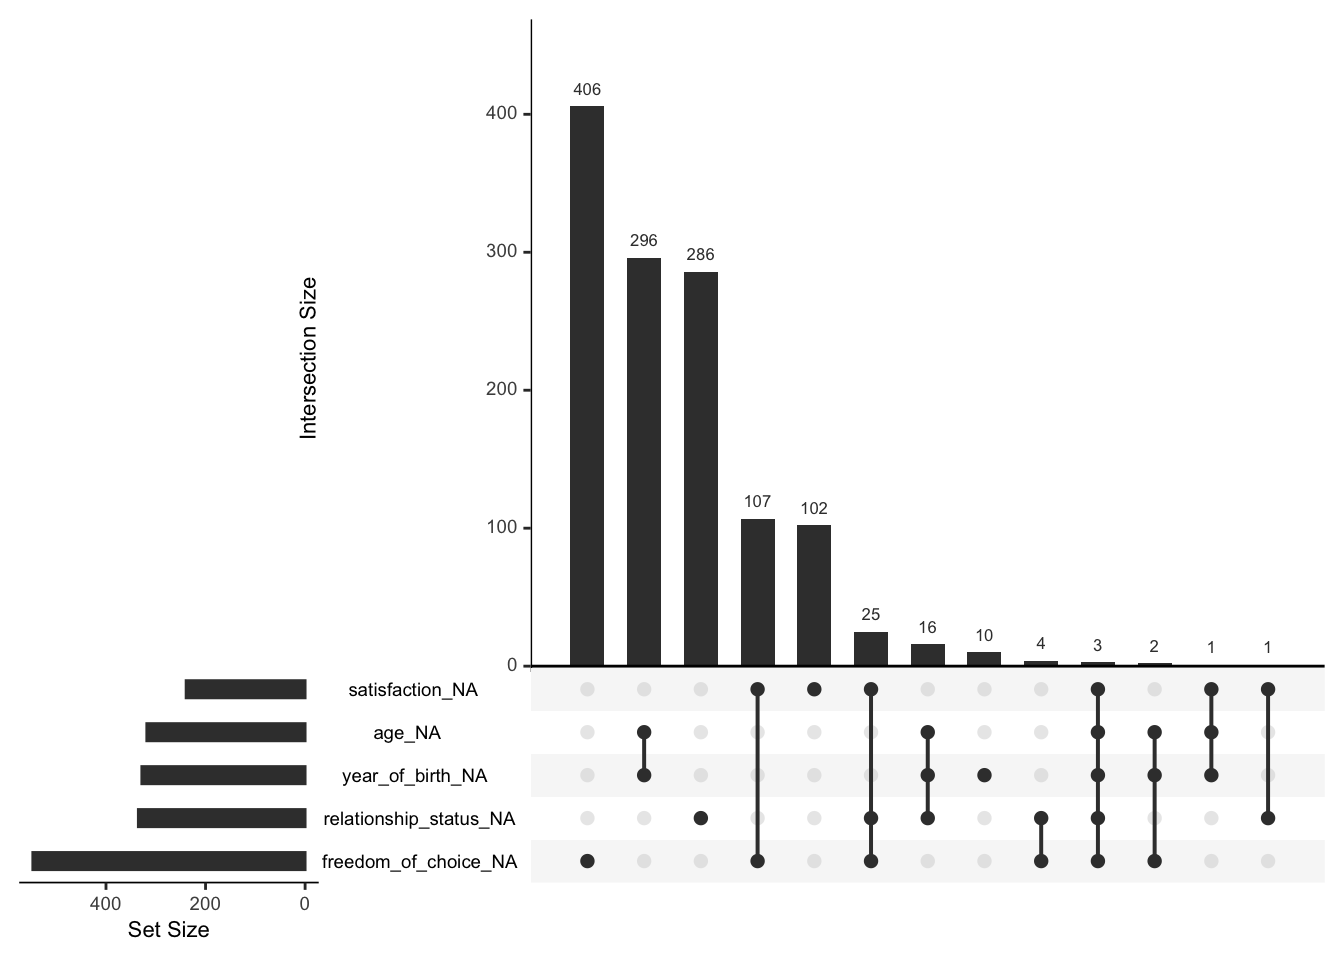 406
400
296
300
286
Intersection Size
200
107
102
100
25
16
10
4
3
2
1
1
0
satisfaction_NA
age_NA
year_of_birth_NA
relationship_status_NA
freedom_of_choice_NA
400 200 0
Set Size